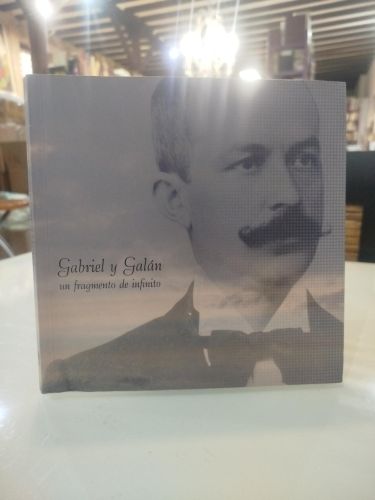 Gabriel y Galán
un fragmento de infinito